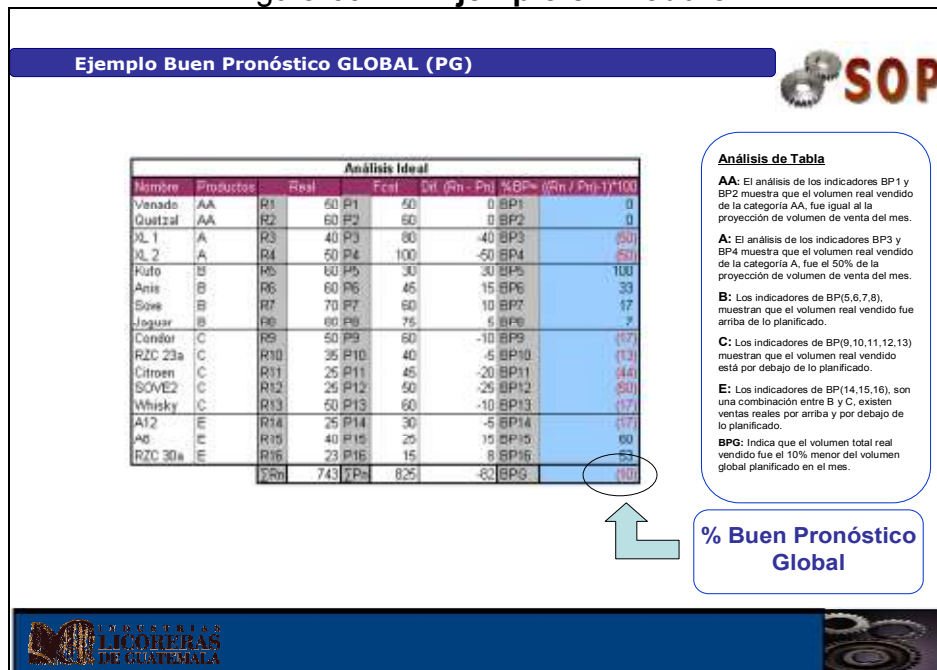 Ejemplo Buen Pronóstico GLOBAL (PG)
SOP
Análisis Ideal
Nombre Productos Real Fcst Dif. (Rn - Pn) %BP= ((Rn / Pn)-1)*100
Venado AA R1 50 P1 50 0 BP1 0
Quetzal AA R2 60 P2 60 0 BP2 0
XL 1 A R3 40 P3 80 -40 BP3 (50)
XL 2 A R4 50 P4 100 -50 BP4 (50)
Kuto B R5 60 P5 30 30 BP5 100
Anis B R6 60 P6 45 15 BP6 33
Sove B R7 70 P7 60 10 BP7 17
Joguar B R8 80 P8 75 5 BP8 7
Condor C R9 50 P9 60 -10 BP9 (17)
RZC 23a C R10 35 P10 40 -5 BP10 (13)
Citroen C R11 25 P11 45 -20 BP11 (44)
SOVE2 C R12 25 P12 50 -25 BP12 (50)
Whisky C R13 50 P13 60 -10 BP13 (17)
A12 E R14 25 P14 30 -5 BP14 (17)
A6 E R15 40 P15 25 15 BP15 60
RZC 30a E R16 23 P16 15 8 BP16 53
ΣRn 743 ΣPn 825 -82 BPG (10)
Análisis de Tabla
AA: El análisis de los indicadores BP1 y
BP2 muestra que el volumen real vendido
de la categoría AA, fue igual al la
proyección de volumen de venta del mes.
A: El análisis de los indicadores BP3 y
BP4 muestra que el volumen real vendido
de la categoría A, fue el 50% de la
proyección de volumen de venta del mes.
B: Los indicadores de BP(5,6,7,8),
muestran que el volumen real vendido fue
arriba de lo planificado.
C: Los indicadores de BP(9,10,11,12,13)
muestran que el volumen real vendido
está por debajo de lo planificado.
E: Los indicadores de BP(14,15,16), son
una combinación entre B y C, existen
ventas reales por arriba y por debajo de
lo planificado.
BPG: Indica que el volumen total real
vendido fue el 10% menor del volumen
global planificado en el mes.
% Buen Pronóstico
Global
INDUSTRIAS
LICORERAS
DE GUATEMALA